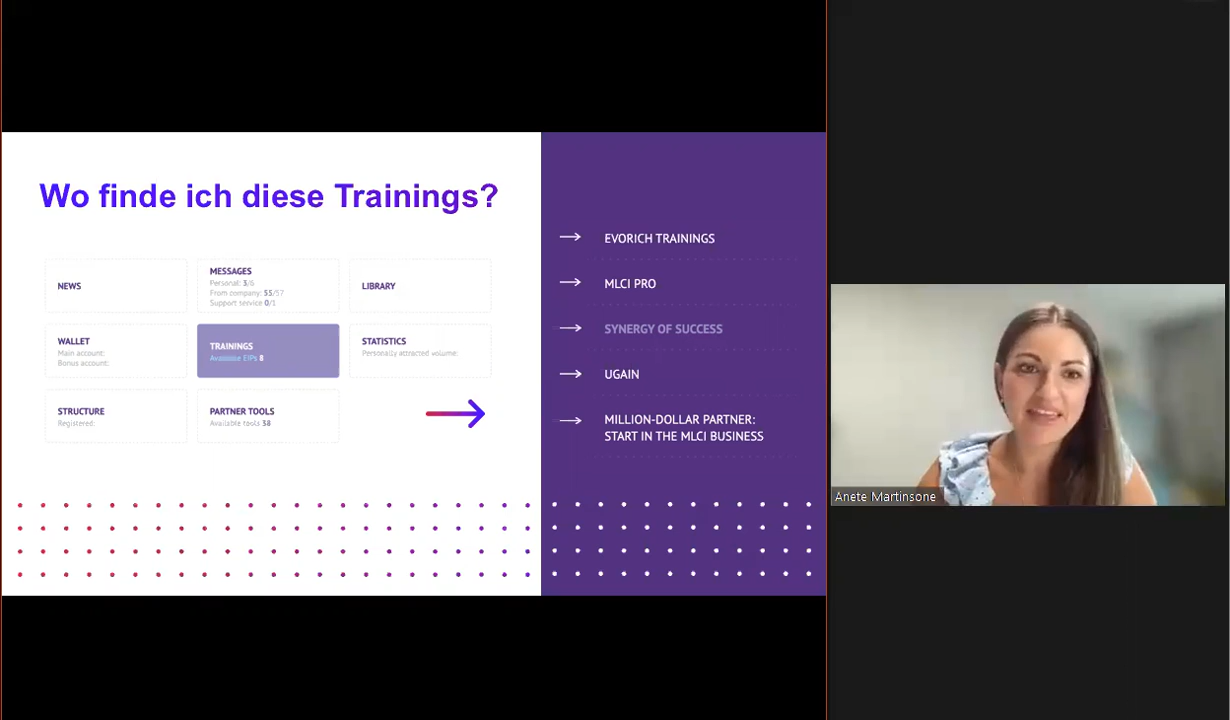 Wo finde ich diese Trainings?
NEWS
MESSAGES
Personal: 3/6
From company: 55/57
Support service 0/1
LIBRARY
WALLET
Main account:
Bonus account:
TRAININGS
Available EIPs 8
STATISTICS
Personally attracted volume:
STRUCTURE
Registered:
PARTNER TOOLS
Available tools 38
EVORICH TRAININGS
MLCI PRO
SYNERGY OF SUCCESS
UGAIN
MILLION-DOLLAR PARTNER:
START IN THE MLCI BUSINESS
Anete Martinsone